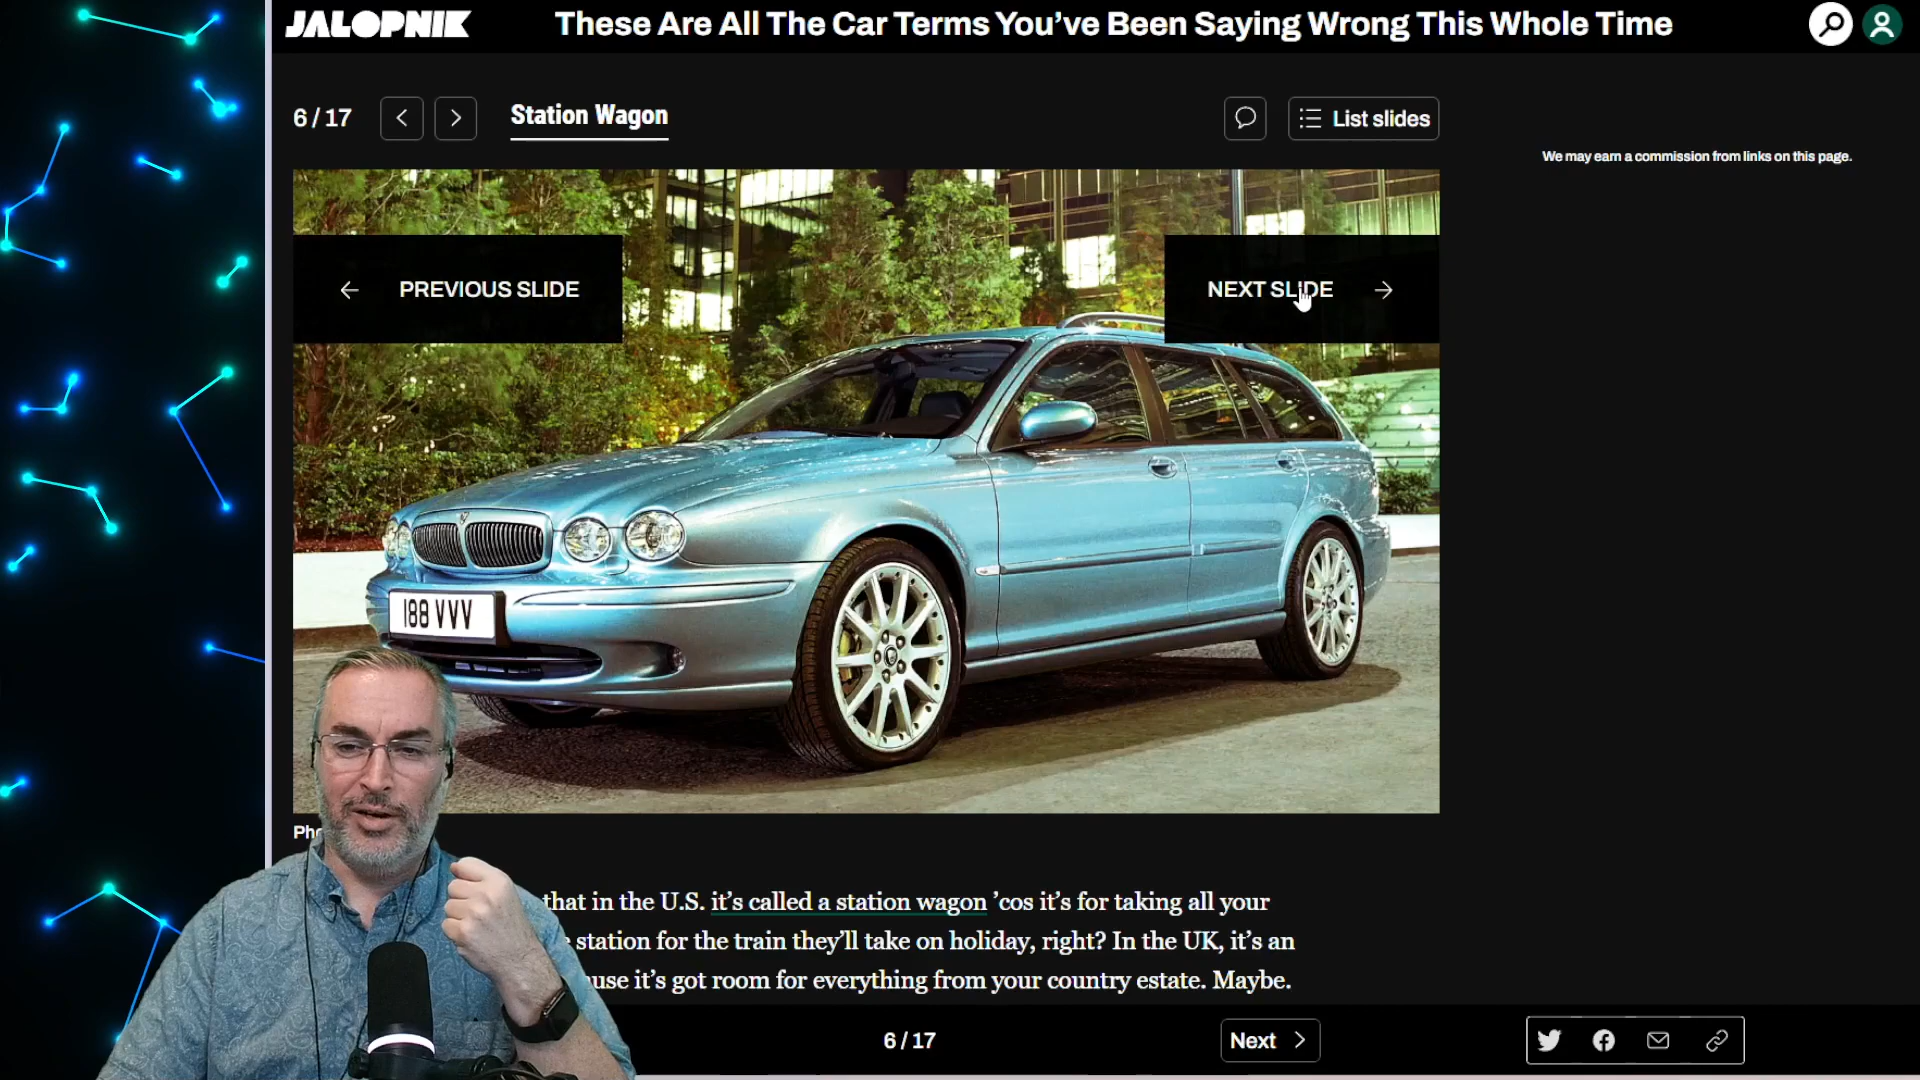 JALOPNIK
These Are All The Car Terms You’ve Been Saying Wrong This Whole Time
6 / 17
Station Wagon
List slides
We may earn a commission from links on this page.
PREVIOUS SLIDE
NEXT SLIDE
188 VVV
that in the U.S. it’s called a station wagon ’cos it’s for taking all your
station for the train they’ll take on holiday, right? In the UK, it’s an
it’s got room for everything from your country estate. Maybe.
6 / 17
Next